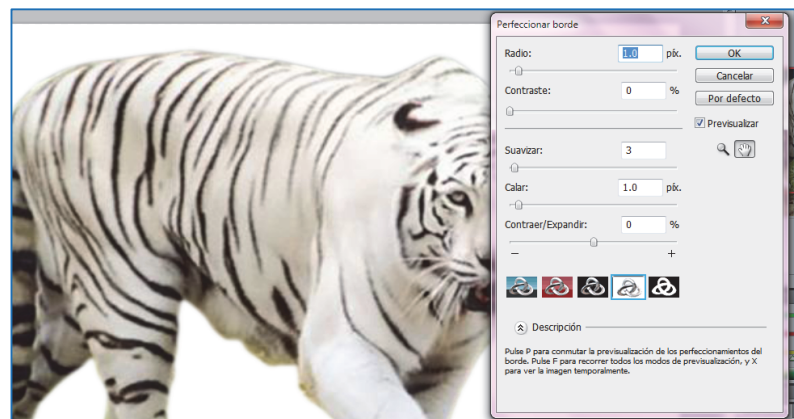 Perfeccionar borde
Radio: 1.0 píx. OK
Cancelar
Contraste: 0 % Por defecto
Previsualizar
Suavizar: 3
Calar: 1.0 píx.
Contraer/Expandir: 0 %
− +
Descripción
Pulse P para conmutar la previsualización de los perfeccionamientos del
borde. Pulse F para recorrer todos los modos de previsualización, y X
para ver la imagen temporalmente.